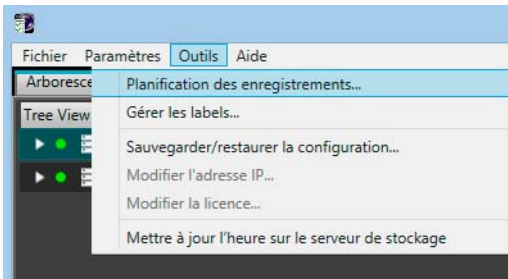 Fichier Paramètres Outils Aide
Arboresce
Planification des enregistrements...
Tree View
Gérer les labels...
Sauvegarder/restaurer la configuration...
Modifier l'adresse IP...
Modifier la licence...
Mettre à jour l'heure sur le serveur de stockage